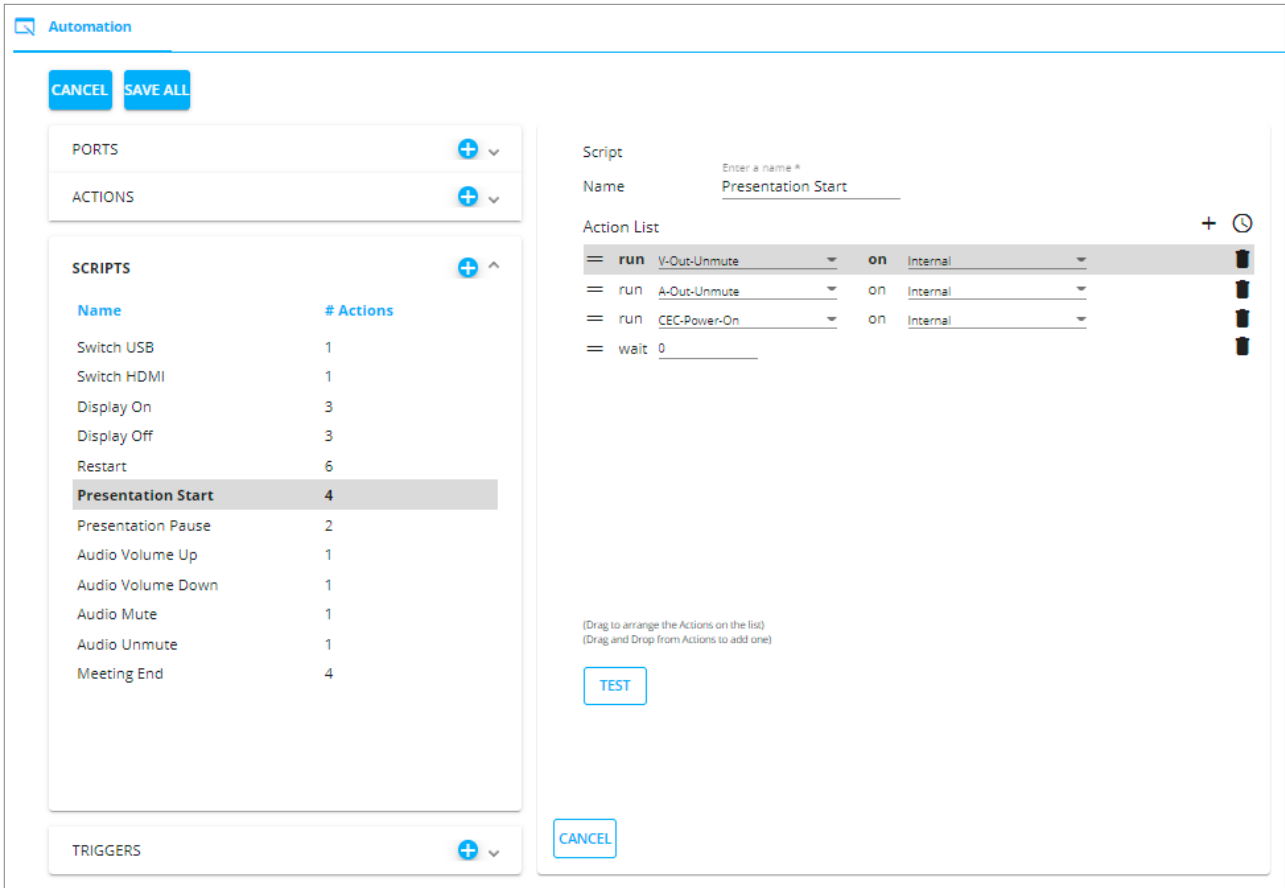 Automation
CANCEL SAVE ALL
PORTS
ACTIONS
SCRIPTS
Name # Actions
Switch USB 1
Switch HDMI 1
Display On 3
Display Off 3
Restart 6
Presentation Start 4
Presentation Pause 2
Audio Volume Up 1
Audio Volume Down 1
Audio Mute 1
Audio Unmute 1
Meeting End 4
TRIGGERS
Script
Enter a name *
Name Presentation Start
Action List
run V-Out-Unmute on Internal
run A-Out-Unmute on Internal
run CEC-Power-On on Internal
wait 0
(Drag to arrange the Actions on the list)
(Drag and Drop from Actions to add one)
TEST
CANCEL